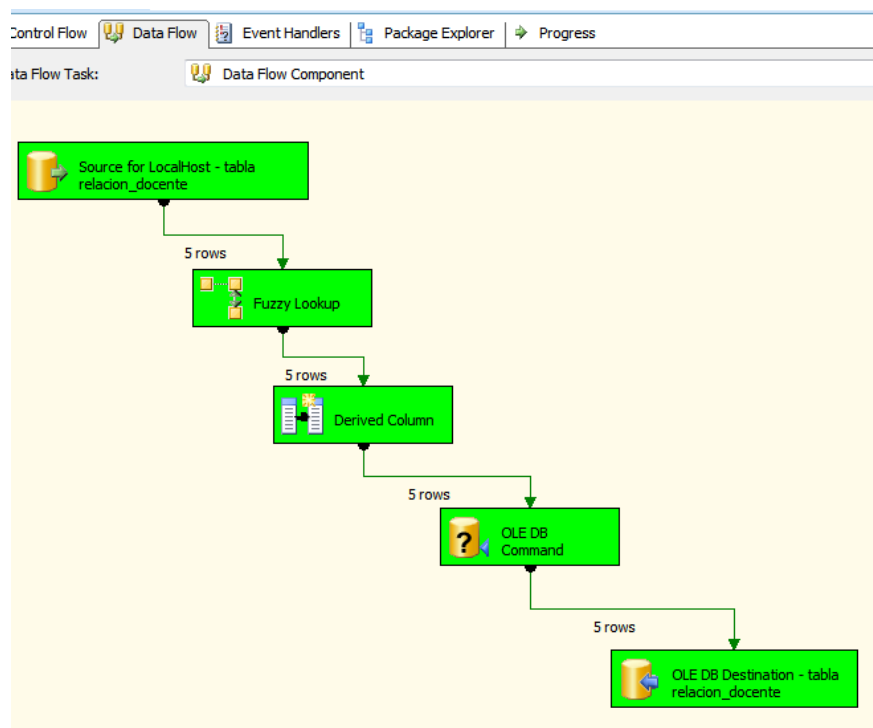 Control Flow Data Flow Event Handlers Package Explorer Progress
ata Flow Task: Data Flow Component
Source for LocalHost - tabla
relacion_docente
5 rows
Fuzzy Lookup
5 rows
Derived Column
5 rows
OLE DB
Command
5 rows
OLE DB Destination - tabla
relacion_docente